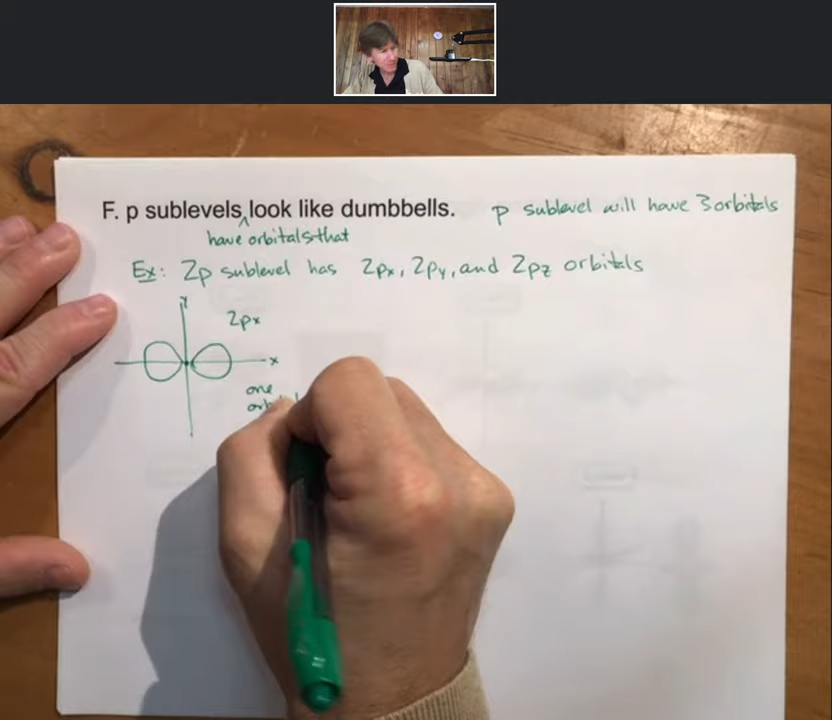 F. p sublevels ^ look like dumbbells. p sublevel will have 3 orbitals
have orbitals that
Ex: 2p sublevel has 2px, 2py, and 2pz orbitals
y
2px
x
one